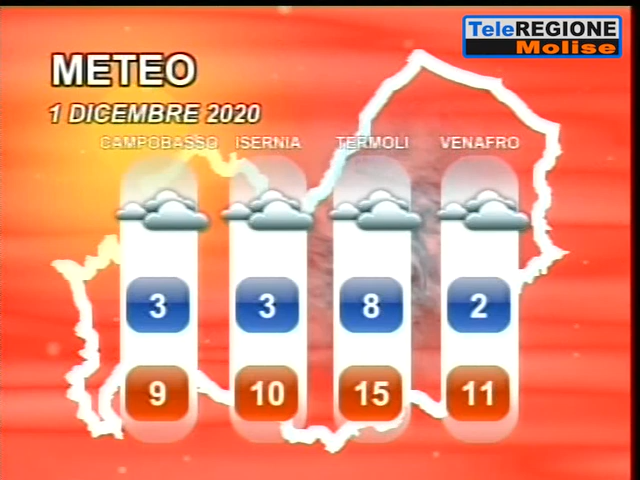 TeleREGIONE
Molise
METEO
1 DICEMBRE 2020
CAMPOBASSO ISERNIA TERMOLI VENAFRO
3 3 8 2
9 10 15 11